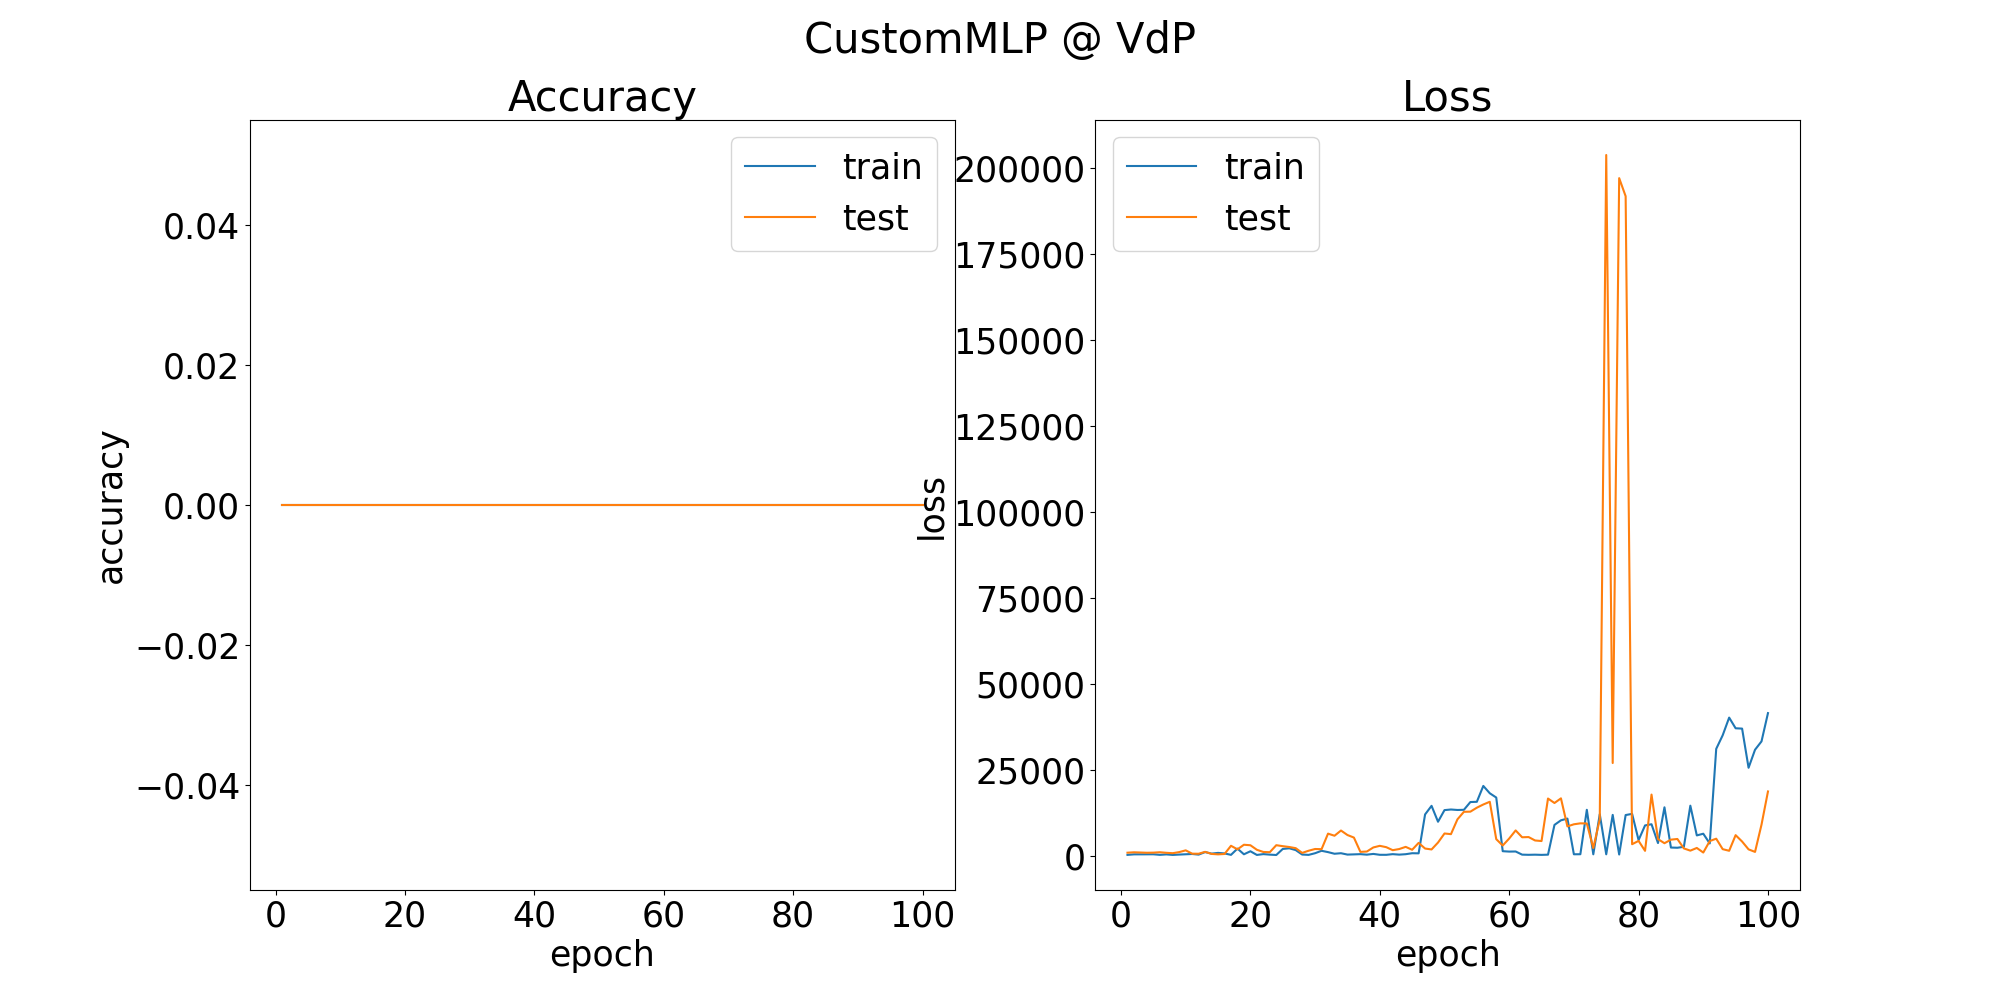 CustomMLP @ VdP
Accuracy
train
test
0.04
0.02
0.00
−0.02
−0.04
accuracy
0 20 40 60 80 100
epoch
Loss
train
test
200000
175000
150000
125000
100000
75000
50000
25000
0
loss
0 20 40 60 80 100
epoch